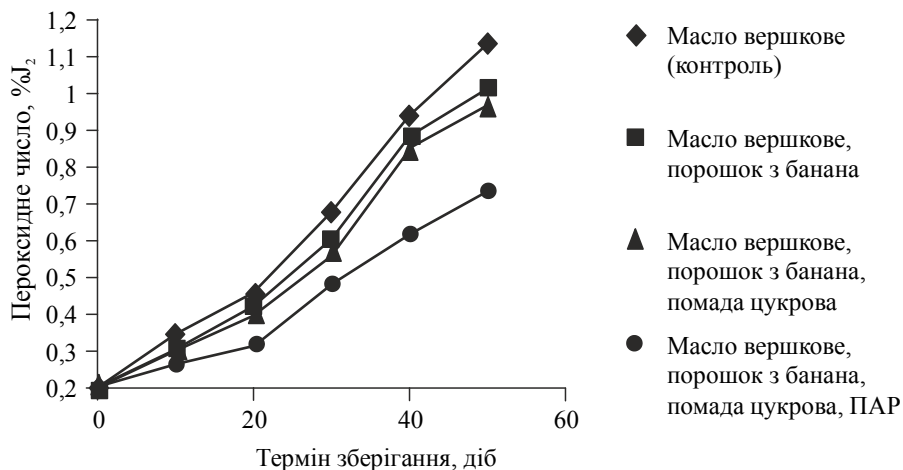 Пероксидне число, %J₂
1,2
1,1
1
0,9
0,8
0,7
0,6
0,5
0,4
0,3
0,2
0
20
40
60
Термін зберігання, діб
Масло вершкове
(контроль)
Масло вершкове,
порошок з банана
Масло вершкове,
порошок з банана,
помада цукрова
Масло вершкове,
порошок з банана,
помада цукрова, ПАР